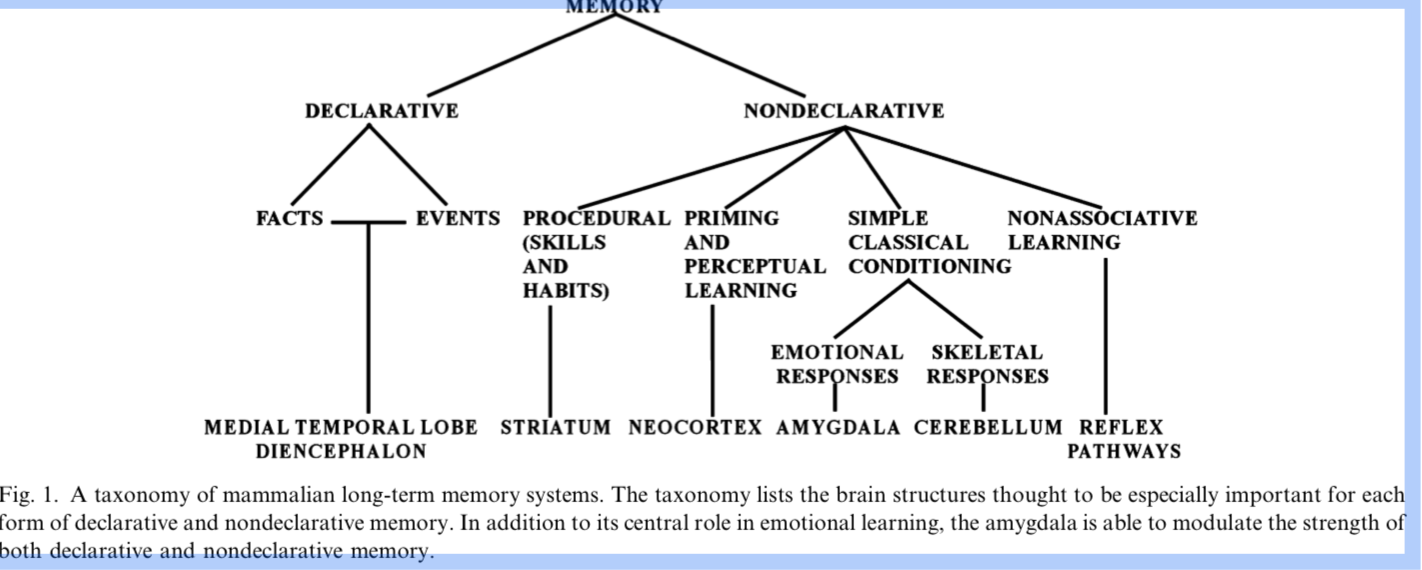 MEMORY
DECLARATIVE
NONDECLARATIVE
FACTS
EVENTS
PROCEDURAL
(SKILLS
AND
HABITS)
PRIMING
AND
PERCEPTUAL
LEARNING
SIMPLE
CLASSICAL
CONDITIONING
NONASSOCIATIVE
LEARNING
EMOTIONAL
RESPONSES
SKELETAL
RESPONSES
MEDIAL TEMPORAL LOBE
DIENCEPHALON
STRIATUM
NEOCORTEX
AMYGDALA
CEREBELLUM
REFLEX
PATHWAYS
Fig. 1. A taxonomy of mammalian long-term memory systems. The taxonomy lists the brain structures thought to be especially important for each
form of declarative and nondeclarative memory. In addition to its central role in emotional learning, the amygdala is able to modulate the strength of
both declarative and nondeclarative memory.